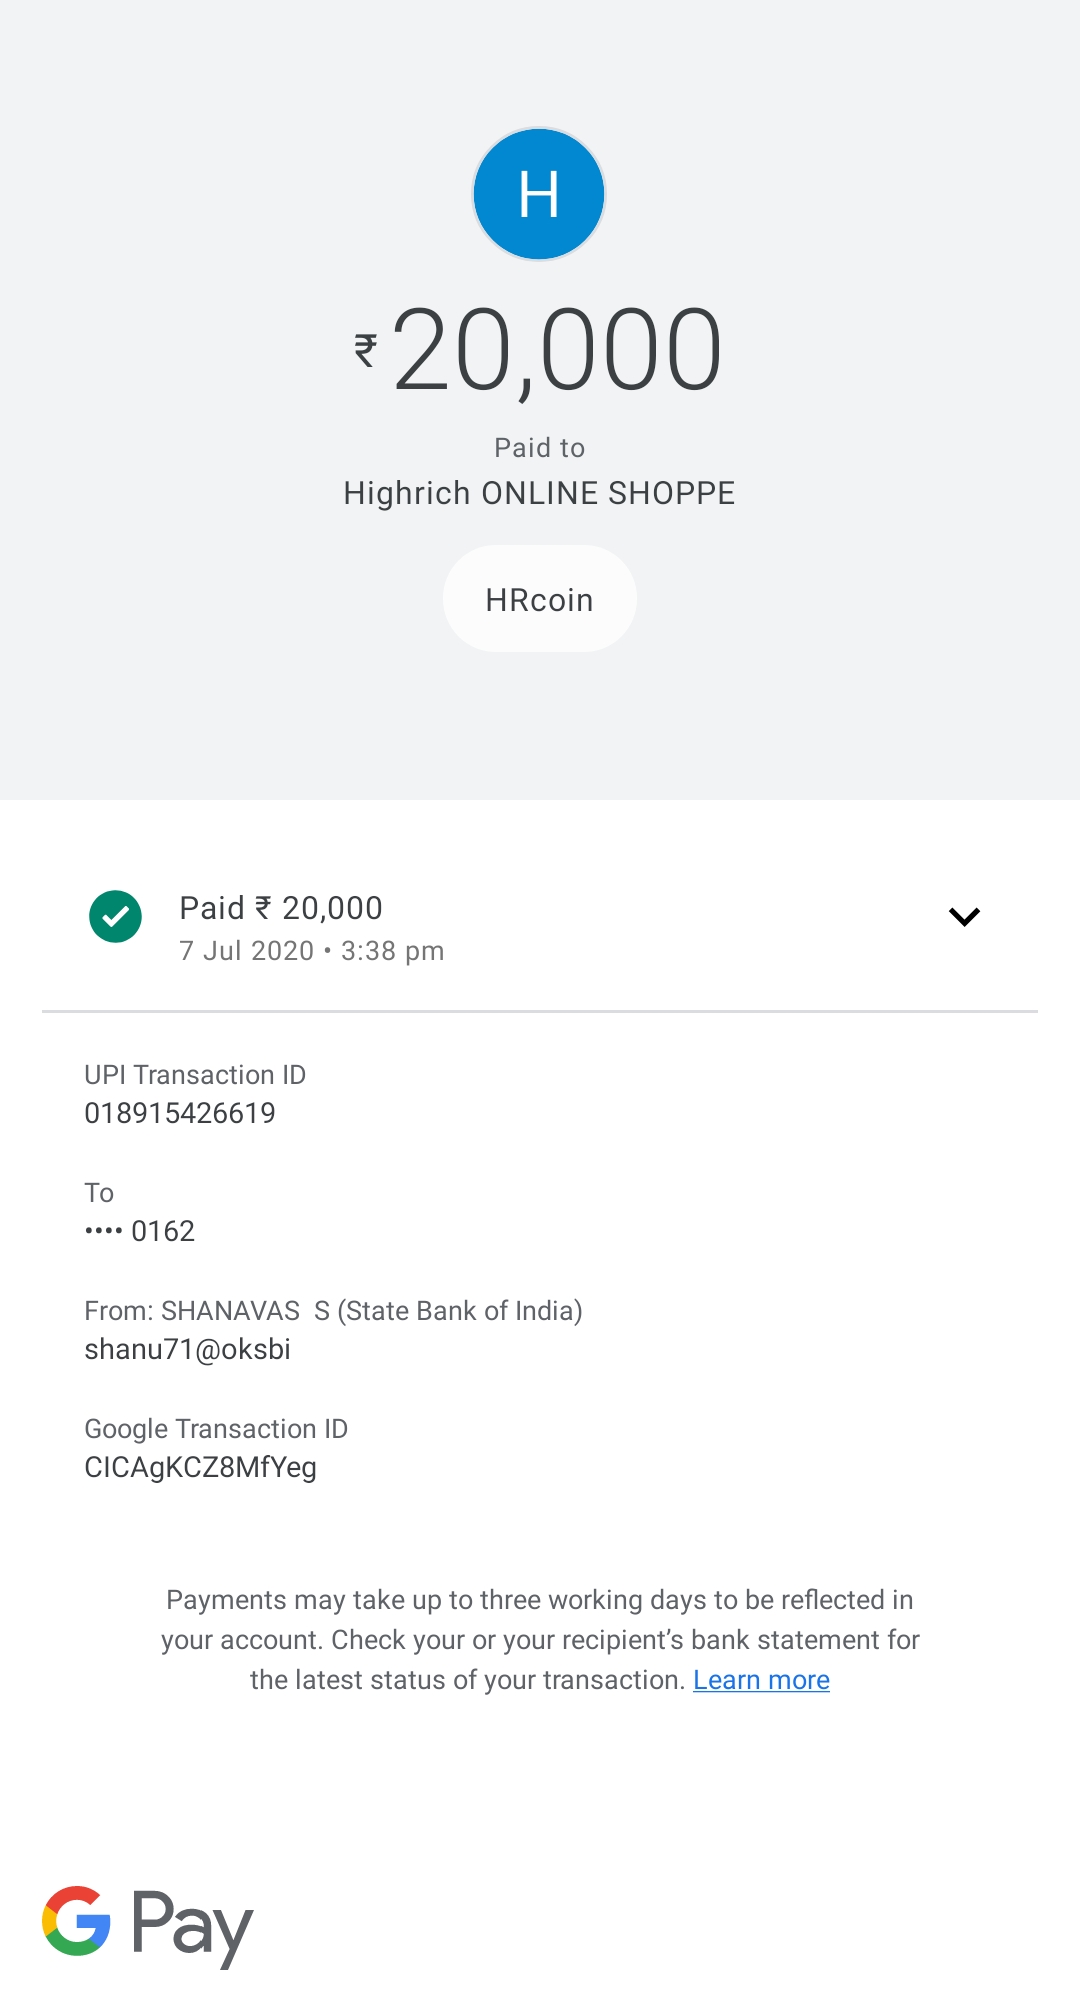 H
₹20,000
Paid to
Highrich ONLINE SHOPPE
HRcoin
Paid ₹ 20,000
7 Jul 2020 • 3:38 pm
UPI Transaction ID
018915426619
To
•••• 0162
From: SHANAVAS  S (State Bank of India)
shanu71@oksbi
Google Transaction ID
CICAgKCZ8MfYeg
Payments may take up to three working days to be reflected in
your account. Check your or your recipient's bank statement for
the latest status of your transaction. Learn more
G Pay